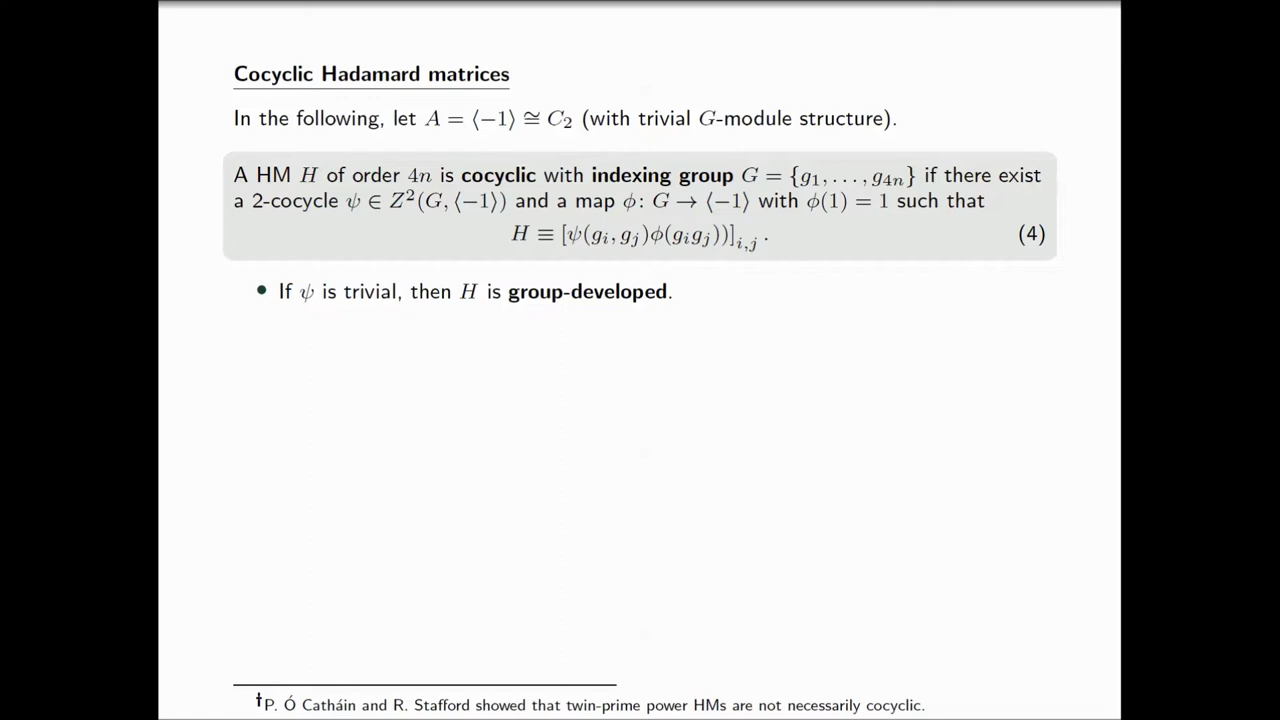 Cocyclic Hadamard matrices
In the following, let A = ⟨−1⟩ ≅ C₂ (with trivial G-module structure).
A HM H of order 4n is cocyclic with indexing group G = {g₁, . . . , g₄ₙ} if there exist
a 2-cocycle ψ ∈ Z²(G, ⟨−1⟩) and a map ϕ: G → ⟨−1⟩ with ϕ(1) = 1 such that
H ≡ [ψ(gᵢ, gⱼ)ϕ(gᵢgⱼ))]ᵢ,ⱼ . (4)
• If ψ is trivial, then H is group-developed.
†P. Ó Catháin and R. Stafford showed that twin-prime power HMs are not necessarily cocyclic.